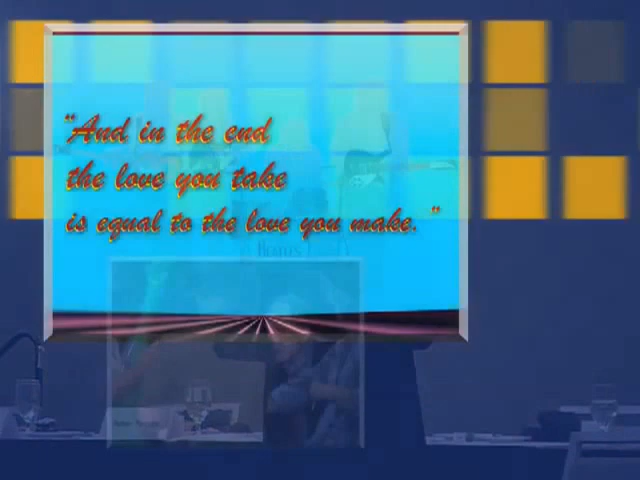 "And in the end
the love you take
is equal to the love you make."